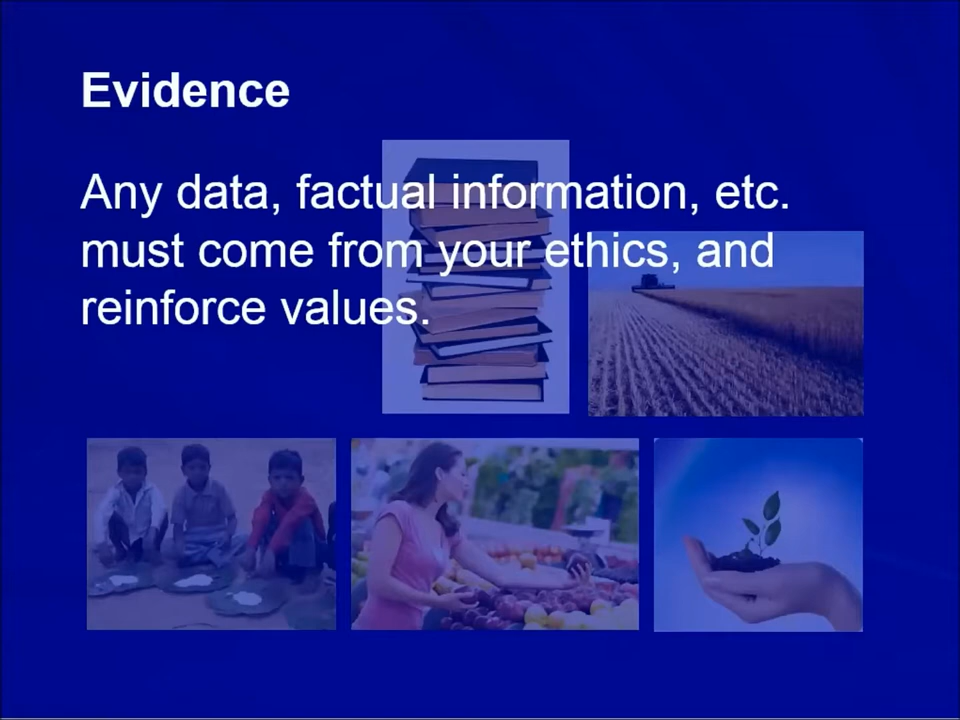 Evidence
Any data, factual information, etc.
must come from your ethics, and
reinforce values.